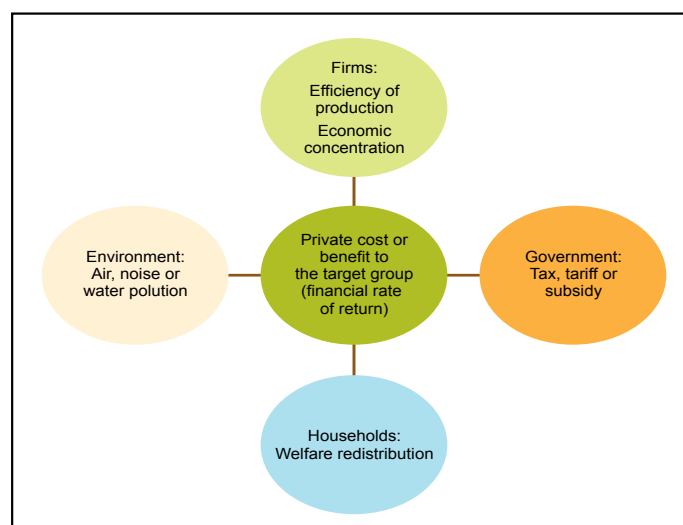 Firms:
Efficiency of
production
Economic
concentration
Environment:
Air, noise or
water polution
Private cost or
benefit to
the target group
(financial rate
of return)
Government:
Tax, tariff or
subsidy
Households:
Welfare redistribution